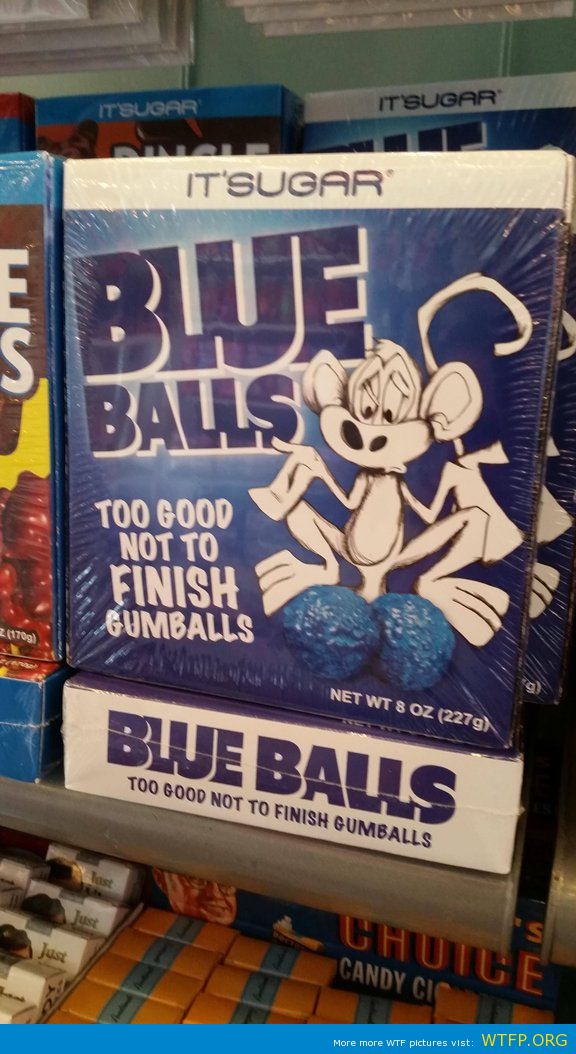 IT'SUGAR
IT'SUGAR
IT'SUGAR®
BLUE
BALLS
TOO GOOD
NOT TO
FINISH
GUMBALLS
NET WT 8 OZ (227g)
Z (170g)
BLUE BALLS
TOO GOOD NOT TO FINISH GUMBALLS
Just
Just
Just
CHOICE
CANDY
More more WTF pictures vist: WTFP.ORG